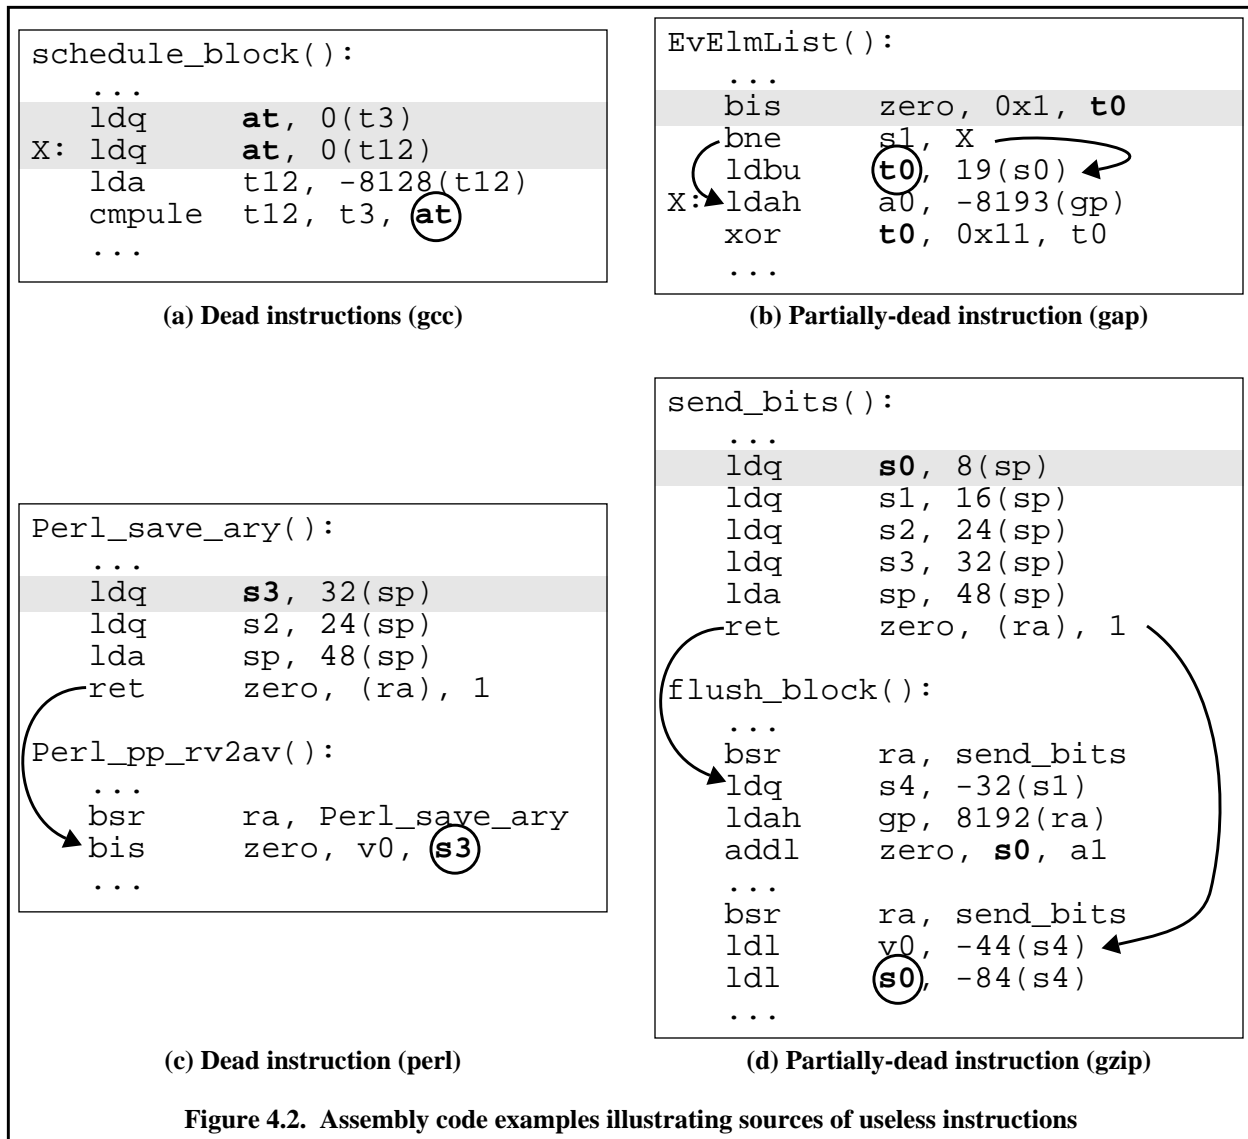 schedule_block():
...
ldq at, 0(t3)
X: ldq at, 0(t12)
lda t12, -8128(t12)
cmpule t12, t3, at
...
(a) Dead instructions (gcc)
EvElmList():
...
bis zero, 0x1, t0
bne s1, X
ldbu t0, 19(s0)
X: ldah a0, -8193(gp)
xor t0, 0x11, t0
...
(b) Partially-dead instruction (gap)
Perl_save_ary():
...
ldq s3, 32(sp)
ldq s2, 24(sp)
lda sp, 48(sp)
ret zero, (ra), 1
Perl_pp_rv2av():
...
bsr ra, Perl_save_ary
bis zero, v0, s3
...
(c) Dead instruction (perl)
send_bits():
...
ldq s0, 8(sp)
ldq s1, 16(sp)
ldq s2, 24(sp)
ldq s3, 32(sp)
lda sp, 48(sp)
ret zero, (ra), 1
flush_block():
...
bsr ra, send_bits
ldq s4, -32(s1)
ldah gp, 8192(ra)
addl zero, s0, a1
...
bsr ra, send_bits
ldl v0, -44(s4)
ldl s0, -84(s4)
...
(d) Partially-dead instruction (gzip)
Figure 4.2. Assembly code examples illustrating sources of useless instructions